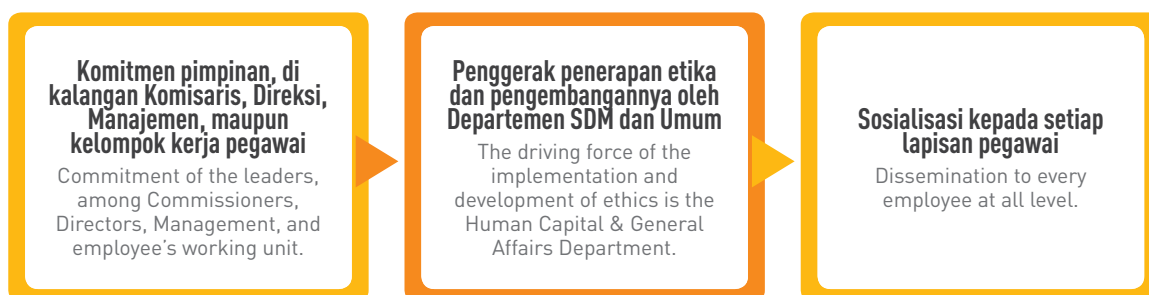 Komitmen pimpinan, di
kalangan Komisaris, Direksi,
Manajemen, maupun
kelompok kerja pegawai
Commitment of the leaders,
among Commissioners,
Directors, Management, and
employee’s working unit.
Penggerak penerapan etika
dan pengembangannya oleh
Departemen SDM dan Umum
The driving force of the
implementation and
development of ethics is the
Human Capital & General
Affairs Department.
Sosialisasi kepada setiap
lapisan pegawai
Dissemination to every
employee at all level.